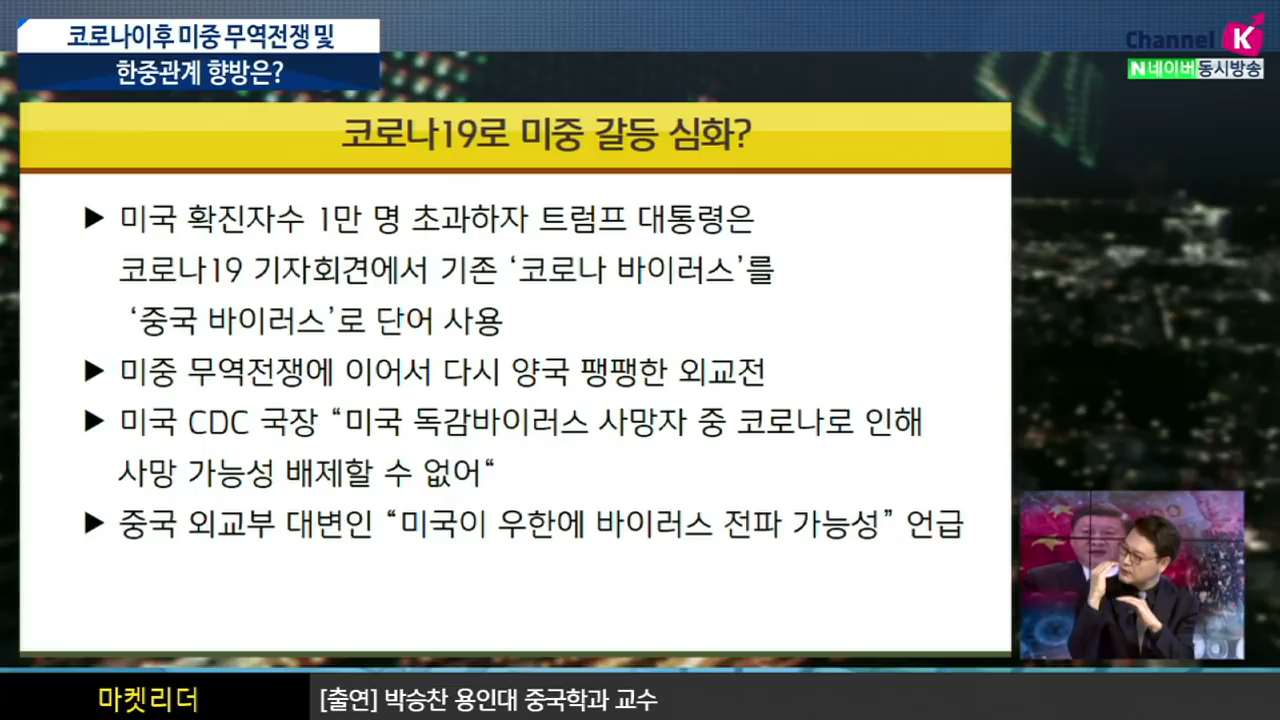 코로나이후 미중 무역전쟁 및
한중관계 향방은?
Channel K
N 네이버 동시방송
코로나19로 미중 갈등 심화?
▶ 미국 확진자수 1만 명 초과하자 트럼프 대통령은
코로나19 기자회견에서 기존 ‘코로나 바이러스’를
‘중국 바이러스’로 단어 사용
▶ 미중 무역전쟁에 이어서 다시 양국 팽팽한 외교전
▶ 미국 CDC 국장 “미국 독감바이러스 사망자 중 코로나로 인해
사망 가능성 배제할 수 없어“
▶ 중국 외교부 대변인 “미국이 우한에 바이러스 전파 가능성” 언급
마켓리더
[출연] 박승찬 용인대 중국학과 교수